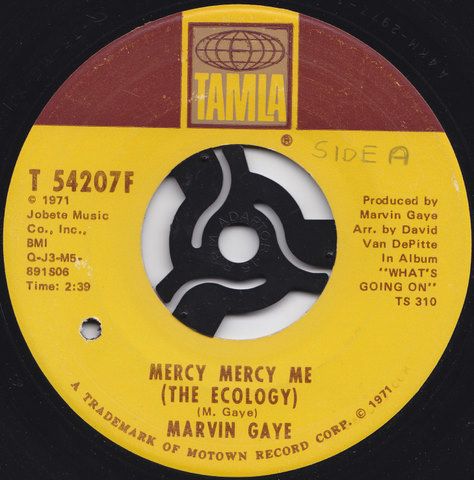 TAMLA
®
SIDE A
T 54207F
© 1971
Jobete Music
Co., Inc.,
BMI
Q-J3-M5-
891S06
Time: 2:39
Produced by
Marvin Gaye
Arr. by David
Van DePitte
In Album
"WHAT'S
GOING ON"
TS 310
ADAPTOR
MERCY MERCY ME
(THE ECOLOGY)
(M. Gaye)
MARVIN GAYE
A TRADEMARK OF MOTOWN RECORD CORP. © 1971